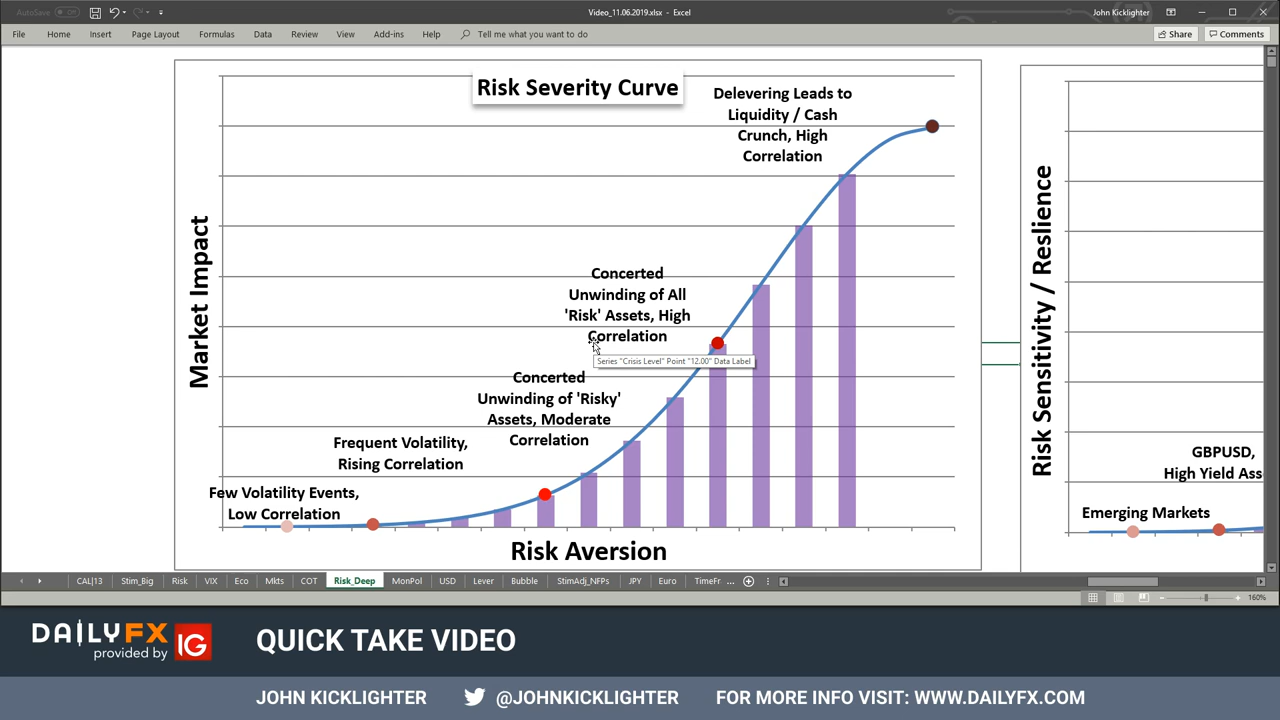 AutoSave
Off
Video_11.06.2019.xlsx - Excel
John Kicklighter
File Home Insert Page Layout Formulas Data Review View Add-ins Help Tell me what you want to do
Share
Comments
Risk Severity Curve
Delevering Leads to
Liquidity / Cash
Crunch, High
Correlation
Market Impact
Concerted
Unwinding of All
'Risk' Assets, High
Correlation
Series "Crisis Level" Point "12.00" Data Label
Concerted
Unwinding of 'Risky'
Assets, Moderate
Correlation
Frequent Volatility,
Rising Correlation
Few Volatility Events,
Low Correlation
Risk Aversion
Risk Sensitivity / Reslience
GBPUSD,
High Yield Ass
Emerging Markets
CAL|13 Stim_Big Risk VIX Eco Mkts COT Risk_Deep MonPol USD Lever Bubble StimAdj_NFPs JPY Euro TimeFr ...
160%
DAILYFX
provided by IG
QUICK TAKE VIDEO
JOHN KICKLIGHTER @JOHNKICKLIGHTER FOR MORE INFO VISIT: WWW.DAILYFX.COM